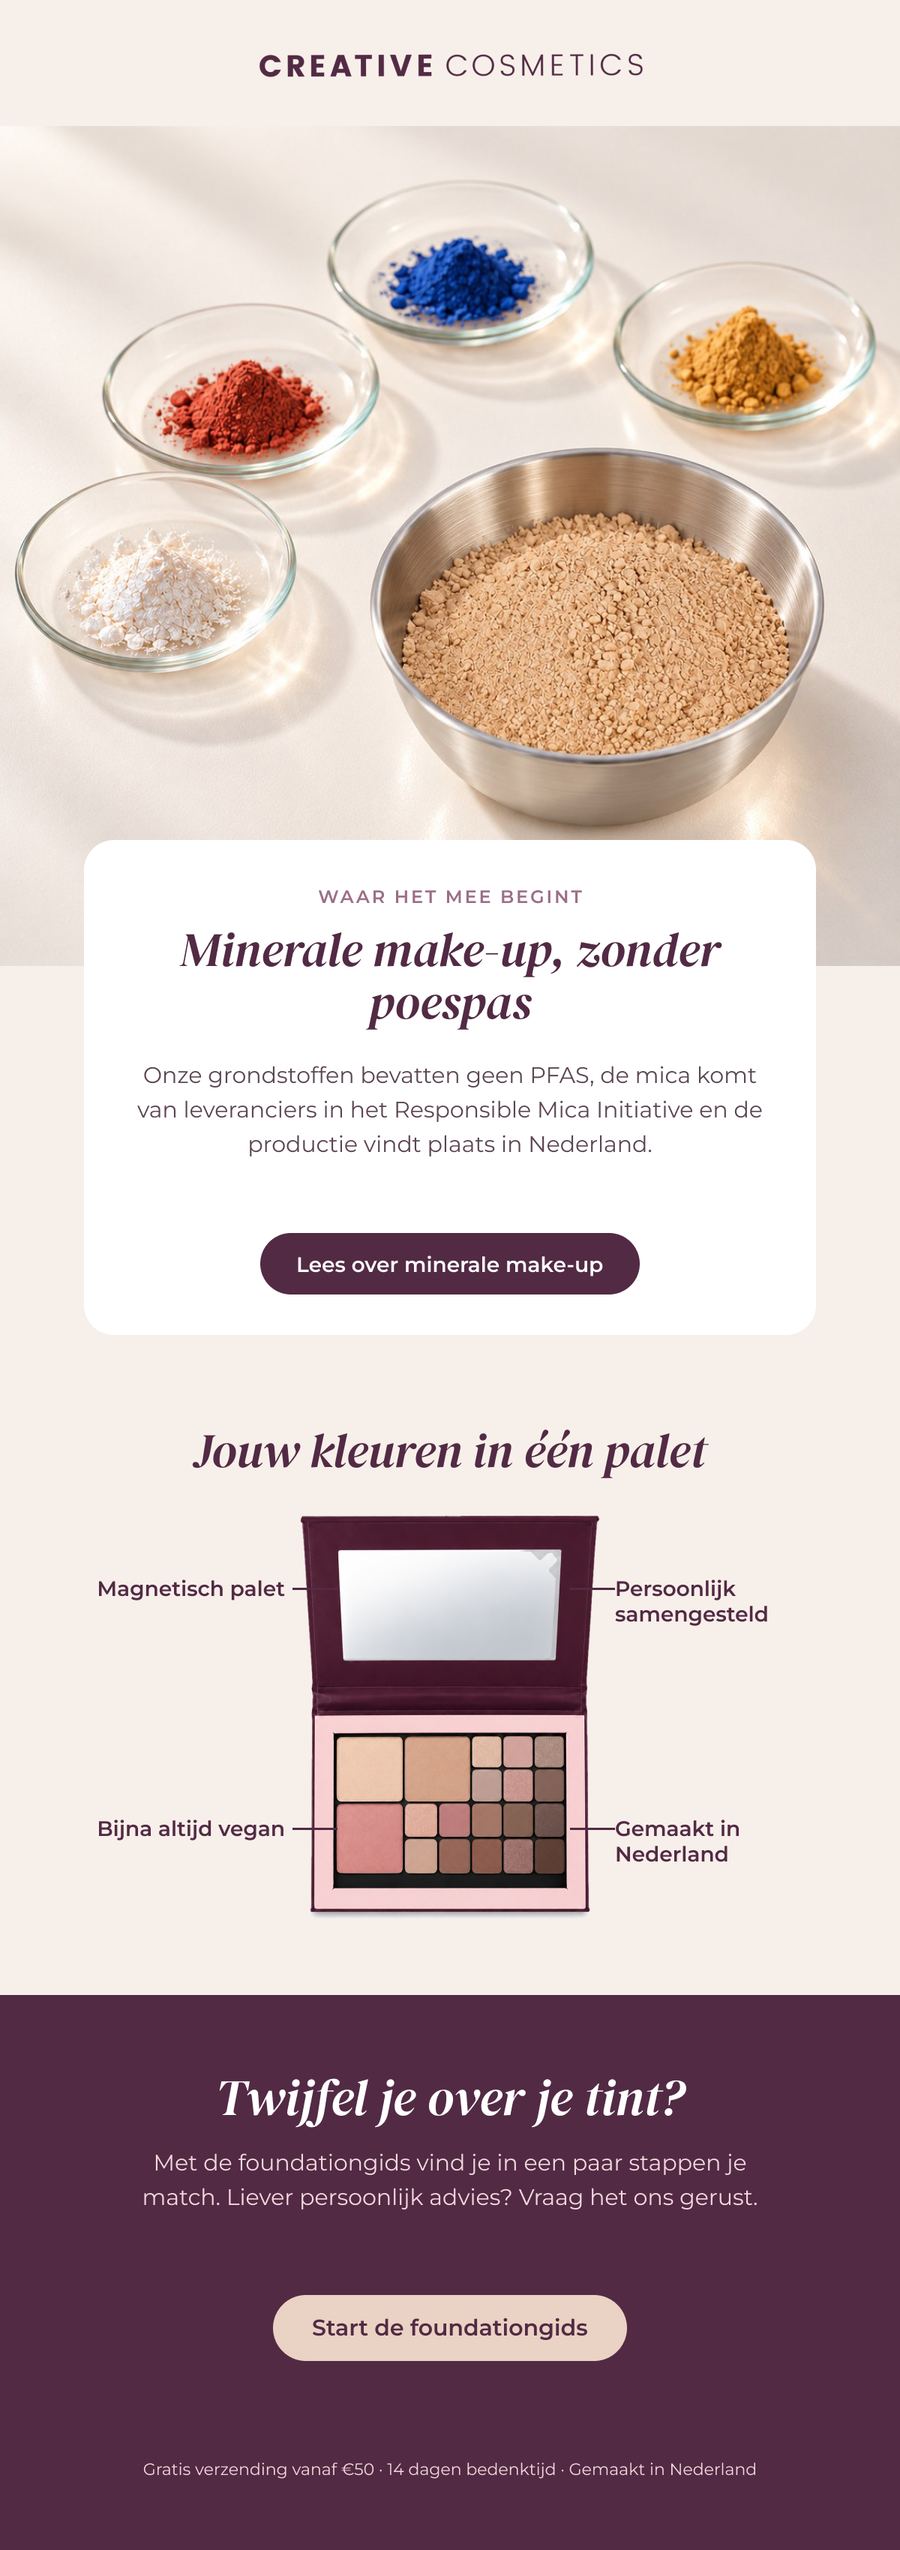 CREATIVE COSMETICS
WAAR HET MEE BEGINT
Minerale make-up, zonder
poespas
Onze grondstoffen bevatten geen PFAS, de mica komt
van leveranciers in het Responsible Mica Initiative en de
productie vindt plaats in Nederland.
Lees over minerale make-up
Jouw kleuren in één palet
Magnetisch palet
Persoonlijk
samengesteld
Bijna altijd vegan
Gemaakt in
Nederland
Twijfel je over je tint?
Met de foundationgids vind je in een paar stappen je
match. Liever persoonlijk advies? Vraag het ons gerust.
Start de foundationgids
Gratis verzending vanaf €50 · 14 dagen bedenktijd · Gemaakt in Nederland